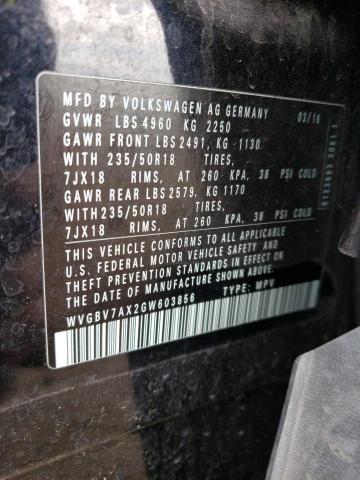 MFD BY VOLKSWAGEN AG GERMANY 03/16
GVWR LBS 4960 KG 2250
GAWR FRONT LBS 2491, KG 1130
WITH 235/50R18 TIRES,
7JX18 RIMS, AT 260 KPA, 38 PSI COLD
GAWR REAR LBS 2579, KG 1170
WITH 235/50R18 TIRES,
7JX18 RIMS, AT 260 KPA, 38 PSI COLD
THIS VEHICLE CONFORMS TO ALL APPLICABLE
U.S. FEDERAL MOTOR VEHICLE SAFETY AND
THEFT PREVENTION STANDARDS IN EFFECT ON
THE DATE OF MANUFACTURE SHOWN ABOVE
WVGBV7AX2GW603856 TYPE: MPV